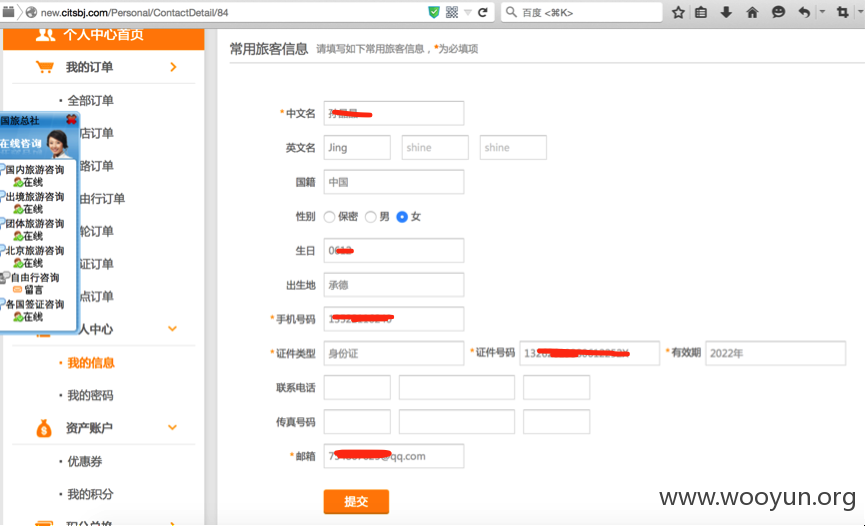 new.citsbj.com/Personal/ContactDetail/84
百度 <⌘K>
个人中心首页
我的订单
全部订单
店订单
路订单
由行订单
轮订单
证订单
点订单
人中心
我的信息
我的密码
资产账户
优惠券
我的积分
国旅总社
在线咨询
国内旅游咨询
在线
出境旅游咨询
在线
团体旅游咨询
在线
北京旅游咨询
在线
自由行咨询
留言
各国签证咨询
在线
常用旅客信息 请填写如下常用旅客信息，*为必填项
*中文名
英文名 Jing shine shine
国籍 中国
性别 保密 男 女
生日
出生地 承德
*手机号码
*证件类型 身份证 *证件号码 *有效期 2022年
联系电话
传真号码
*邮箱 @qq.com
提交
www.wooyun.org